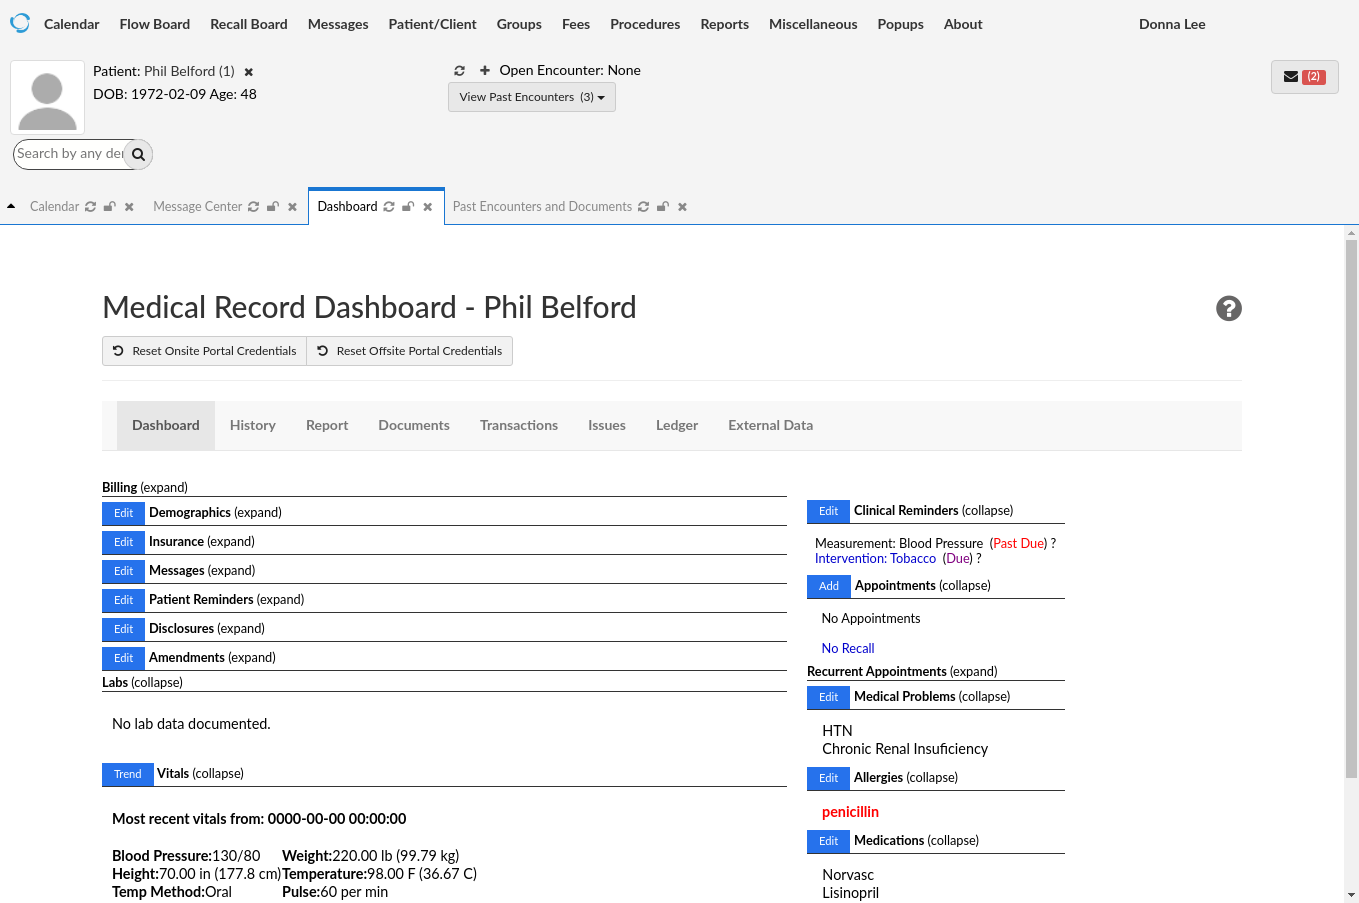 Calendar Flow Board Recall Board Messages Patient/Client Groups Fees Procedures Reports Miscellaneous Popups About Donna Lee
Patient: Phil Belford (1)
DOB: 1972-02-09 Age: 48
Open Encounter: None
View Past Encounters (3)
(2)
Search by any der
Calendar Message Center Dashboard Past Encounters and Documents
Medical Record Dashboard - Phil Belford
?
Reset Onsite Portal Credentials Reset Offsite Portal Credentials
Dashboard History Report Documents Transactions Issues Ledger External Data
Billing (expand)
Edit Demographics (expand)
Edit Insurance (expand)
Edit Messages (expand)
Edit Patient Reminders (expand)
Edit Disclosures (expand)
Edit Amendments (expand)
Labs (collapse)
No lab data documented.
Trend Vitals (collapse)
Most recent vitals from: 0000-00-00 00:00:00
Blood Pressure:130/80 Weight:220.00 lb (99.79 kg)
Height:70.00 in (177.8 cm) Temperature:98.00 F (36.67 C)
Temp Method:Oral Pulse:60 per min
Edit Clinical Reminders (collapse)
Measurement: Blood Pressure (Past Due) ?
Intervention: Tobacco (Due) ?
Add Appointments (collapse)
No Appointments
No Recall
Recurrent Appointments (expand)
Edit Medical Problems (collapse)
HTN
Chronic Renal Insuficiency
Edit Allergies (collapse)
penicillin
Edit Medications (collapse)
Norvasc
Lisinopril